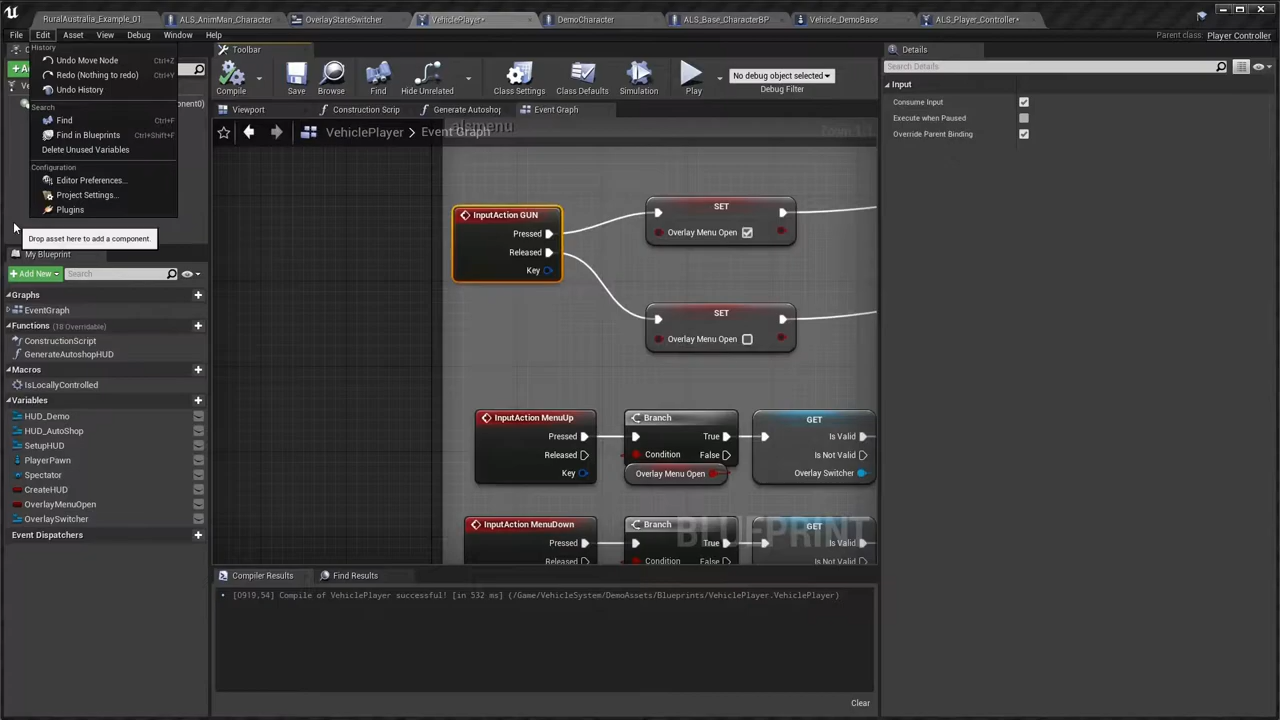 RuralAustralia_Example_01
ALS_AnimMan_Character
OverlayStateSwitcher
VehiclePlayer*
DemoCharacter
ALS_Base_CharacterBP
Vehicle_DemoBase
ALS_Player_Controller*
File
Edit
Asset
View
Debug
Window
Help
Parent class:
Player Controller
History
Undo Move Node
Ctrl+Z
Redo (Nothing to redo)
Ctrl+Y
Undo History
Search
Find
Ctrl+F
Find in Blueprints
Ctrl+Shift+F
Delete Unused Variables
Configuration
Editor Preferences...
Project Settings...
Plugins
Drop asset here to add a component.
Toolbar
Compile
Save
Browse
Find
Hide Unrelated
Class Settings
Class Defaults
Simulation
Play
No debug object selected
Debug Filter
Viewport
Construction Scrip
Generate Autoshop
Event Graph
VehiclePlayer > Event Graph
alsmenu
Zoom 1:1
InputAction GUN
Pressed
Released
Key
SET
Overlay Menu Open
SET
Overlay Menu Open
InputAction MenuUp
Pressed
Released
Key
Branch
True
Condition
False
Overlay Menu Open
GET
Is Valid
Is Not Valid
Overlay Switcher
InputAction MenuDown
Pressed
Released
Branch
True
Condition
False
GET
Is Valid
Is Not Valid
BLUEPRINT
My Blueprint
Add New
Search
Graphs
EventGraph
Functions (18 Overridable)
ConstructionScript
GenerateAutoshopHUD
Macros
IsLocallyControlled
Variables
HUD_Demo
HUD_AutoShop
SetupHUD
PlayerPawn
Spectator
CreateHUD
OverlayMenuOpen
OverlaySwitcher
Event Dispatchers
Compiler Results
Find Results
[0919,54] Compile of VehiclePlayer successful! [in 532 ms] (/Game/VehicleSystem/DemoAssets/Blueprints/VehiclePlayer.VehiclePlayer)
Clear
Details
Search Details
Input
Consume Input
Execute when Paused
Override Parent Binding